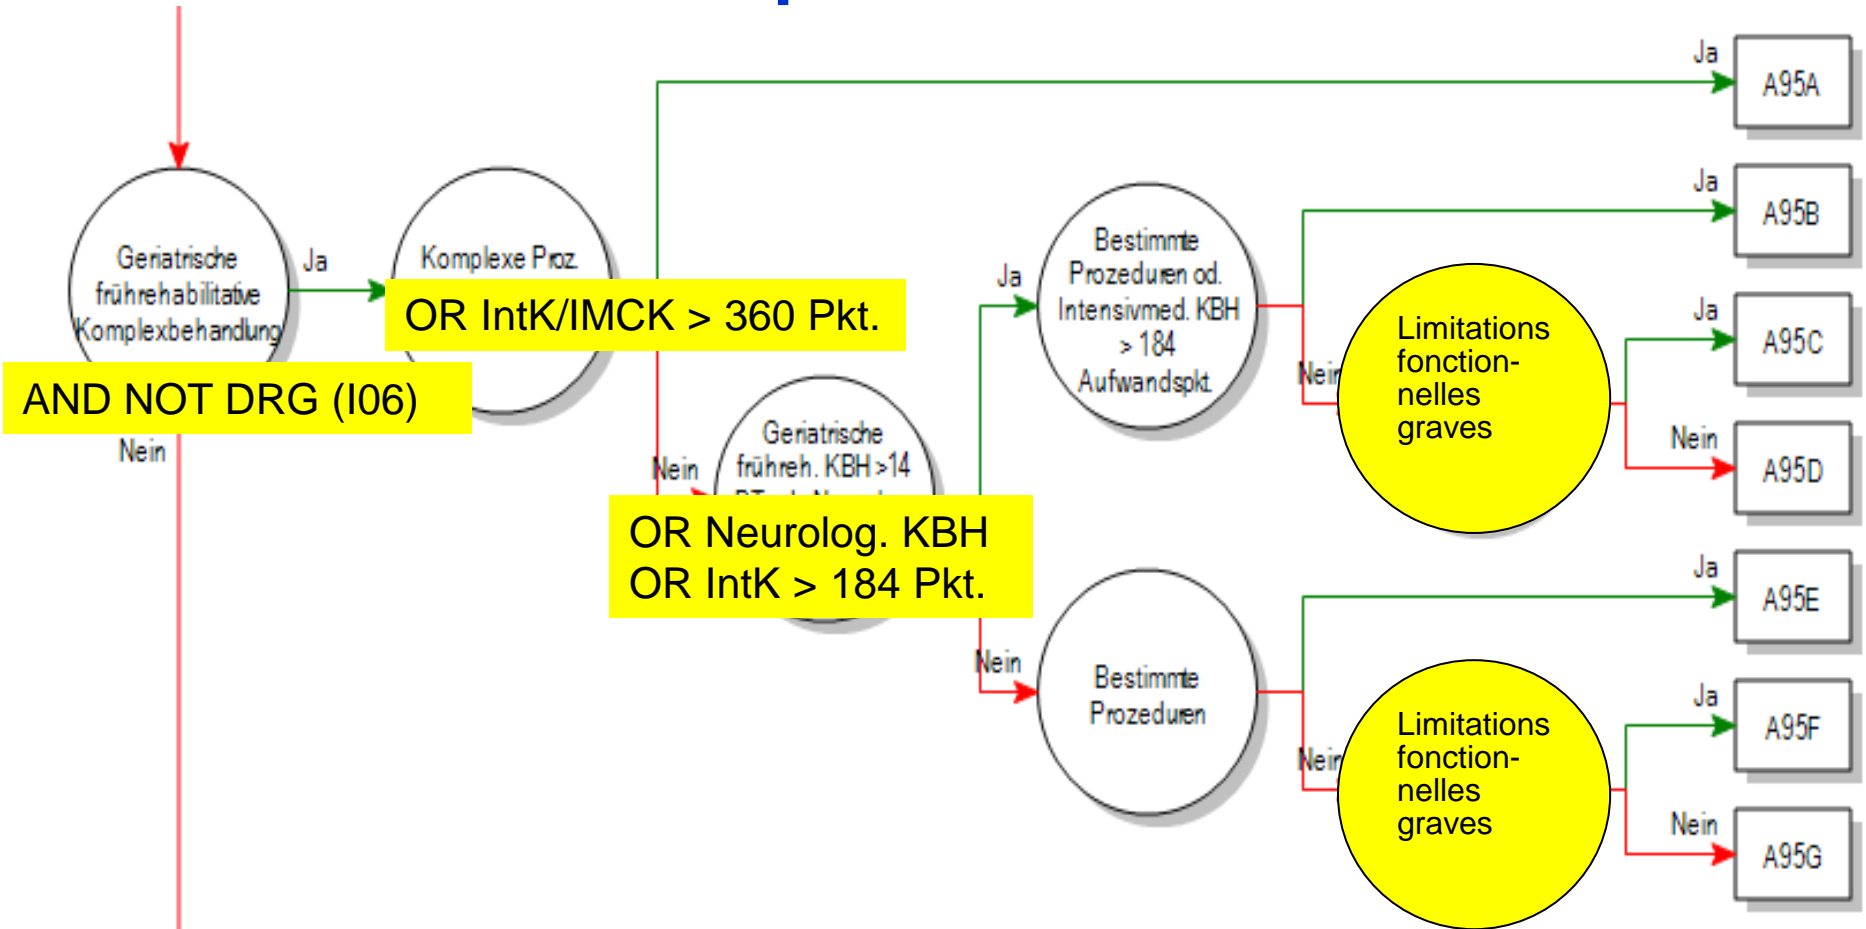 Ja
A95A
Ja
A95B
Geriatrische
frührehabilitative
Komplexbehandlung
Ja
Komplexe Proz.
OR IntK/IMCK > 360 Pkt.
AND NOT DRG (I06)
Nein
Nein
Geriatrische
frühreh. KBH >14
OR Neurolog. KBH
OR IntK > 184 Pkt.
Ja
Bestimmte
Prozeduren od.
Intensivmed. KBH
> 184
Aufwandspkt.
Nein
Limitations
fonction-
nelles
graves
Ja
A95C
Nein
A95D
Nein
Bestimmte
Prozeduren
Ja
A95E
Nein
Limitations
fonction-
nelles
graves
Ja
A95F
Nein
A95G